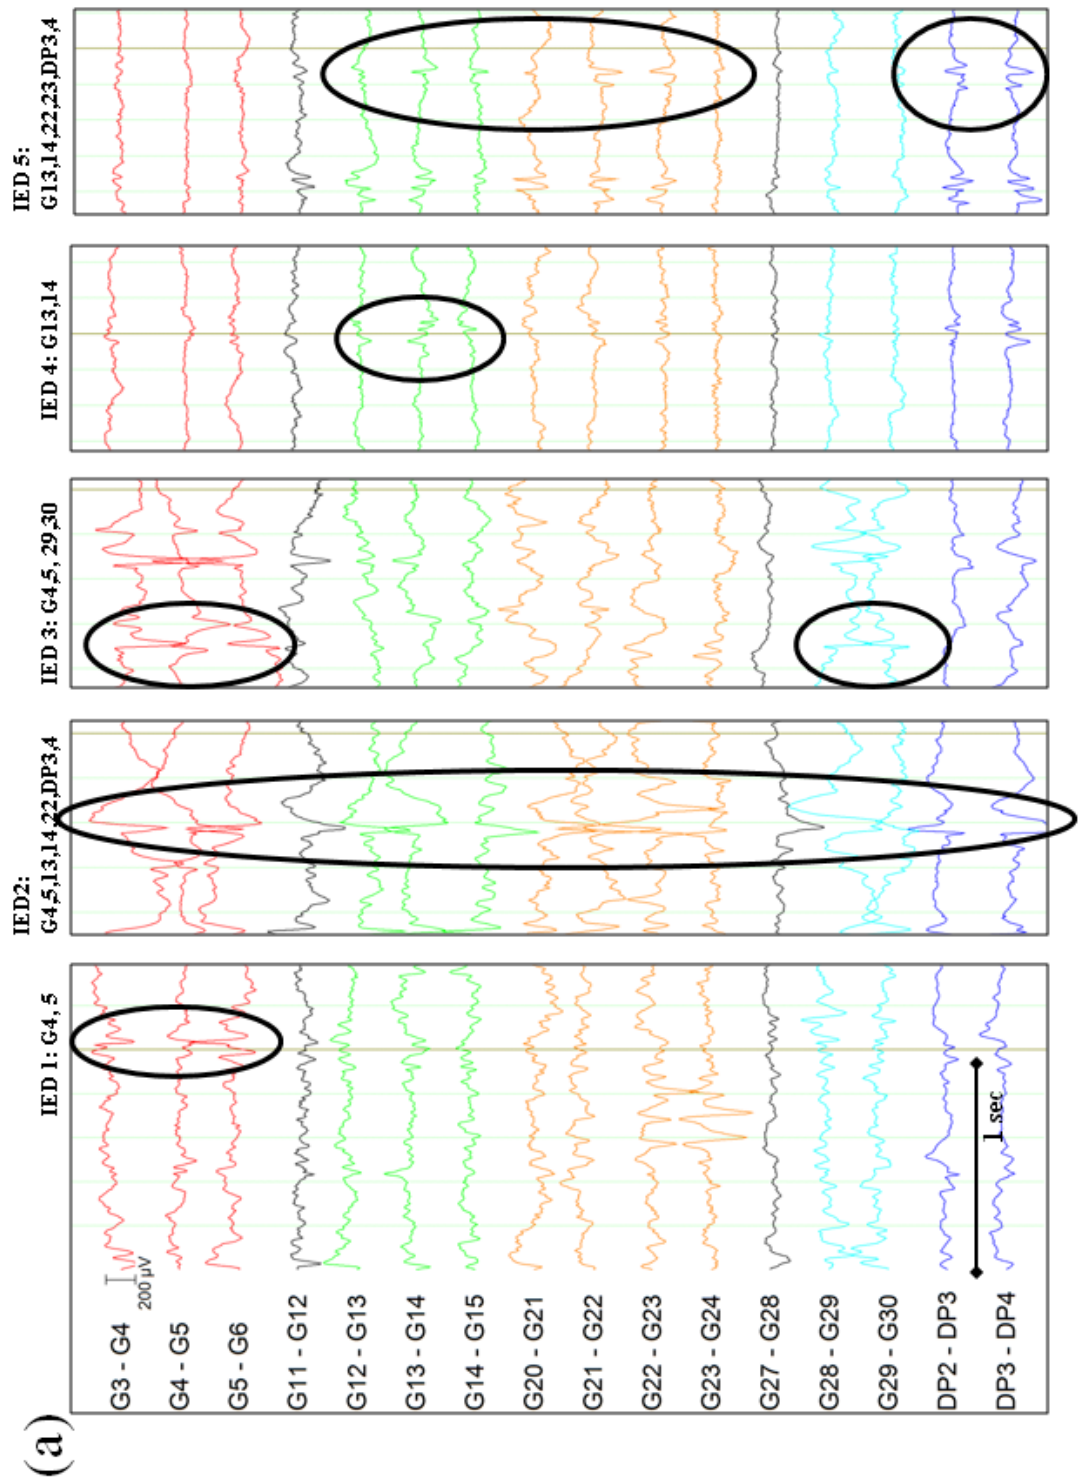 (a)
IED 1: G4, 5
IED2:
G4,5,13,14,22,DP3,4
IED 3: G4,5, 29,30
IED 4: G13,14
IED 5:
G13,14,22,23,DP3,4
G3 - G4
200 µV
G4 - G5
G5 - G6
G11 - G12
G12 - G13
G13 - G14
G14 - G15
G20 - G21
G21 - G22
G22 - G23
G23 - G24
G27 - G28
G28 - G29
G29 - G30
DP2 - DP3
1 sec
DP3 - DP4